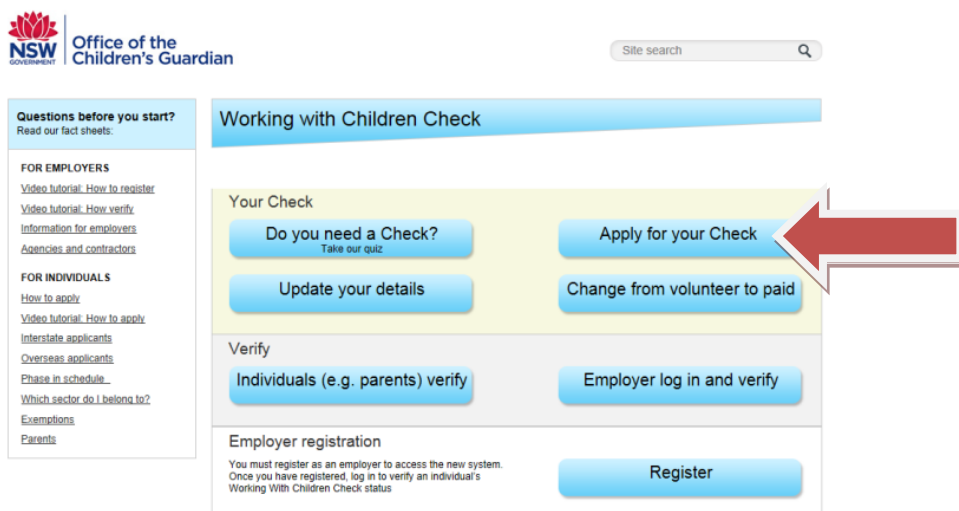 NSW
GOVERNMENT
Office of the
Children's Guardian
Site search
Questions before you start?
Read our fact sheets:
FOR EMPLOYERS
Video tutorial: How to register
Video tutorial: How verify
Information for employers
Agencies and contractors
FOR INDIVIDUALS
How to apply
Video tutorial: How to apply
Interstate applicants
Overseas applicants
Phase in schedule
Which sector do I belong to?
Exemptions
Parents
Working with Children Check
Your Check
Do you need a Check?
Take our quiz
Apply for your Check
Update your details
Change from volunteer to paid
Verify
Individuals (e.g. parents) verify
Employer log in and verify
Employer registration
You must register as an employer to access the new system.
Once you have registered, log in to verify an individual's
Working With Children Check status
Register